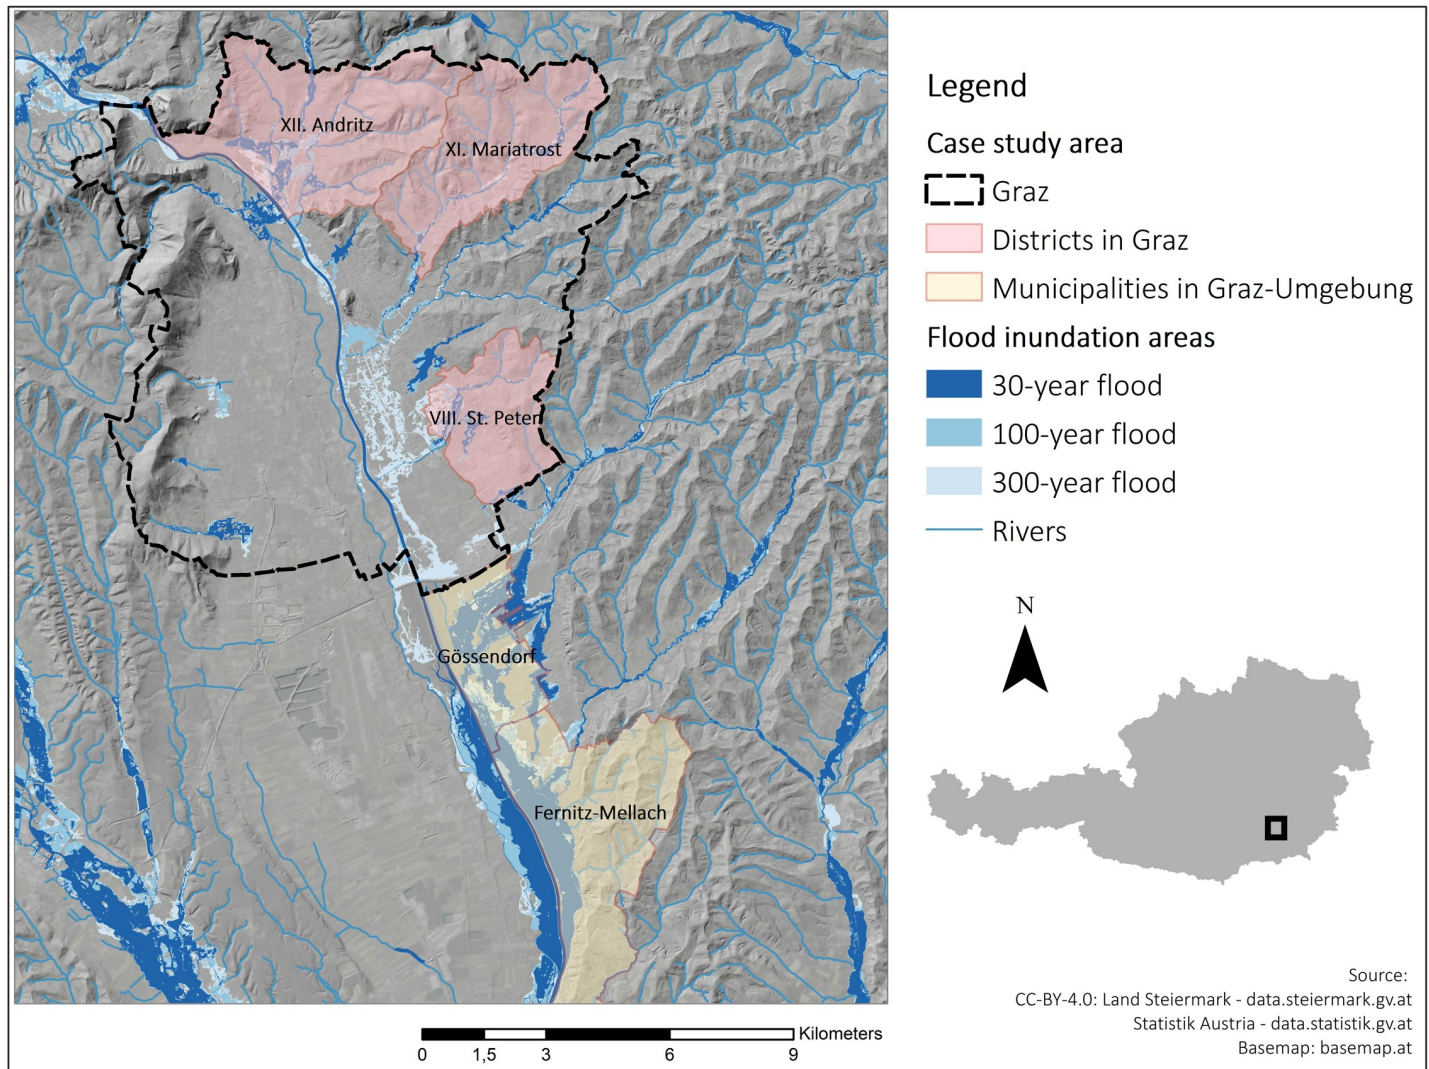 XII. Andritz
XI. Mariatrost
VIII. St. Peter
Gössendorf
Fernitz-Mellach
Legend
Case study area
Graz
Districts in Graz
Municipalities in Graz-Umgebung
Flood inundation areas
30-year flood
100-year flood
300-year flood
Rivers
N
Source:
CC-BY-4.0: Land Steiermark - data.steiermark.gv.at
Statistik Austria - data.statistik.gv.at
Basemap: basemap.at
Kilometers
0 1,5 3 6 9